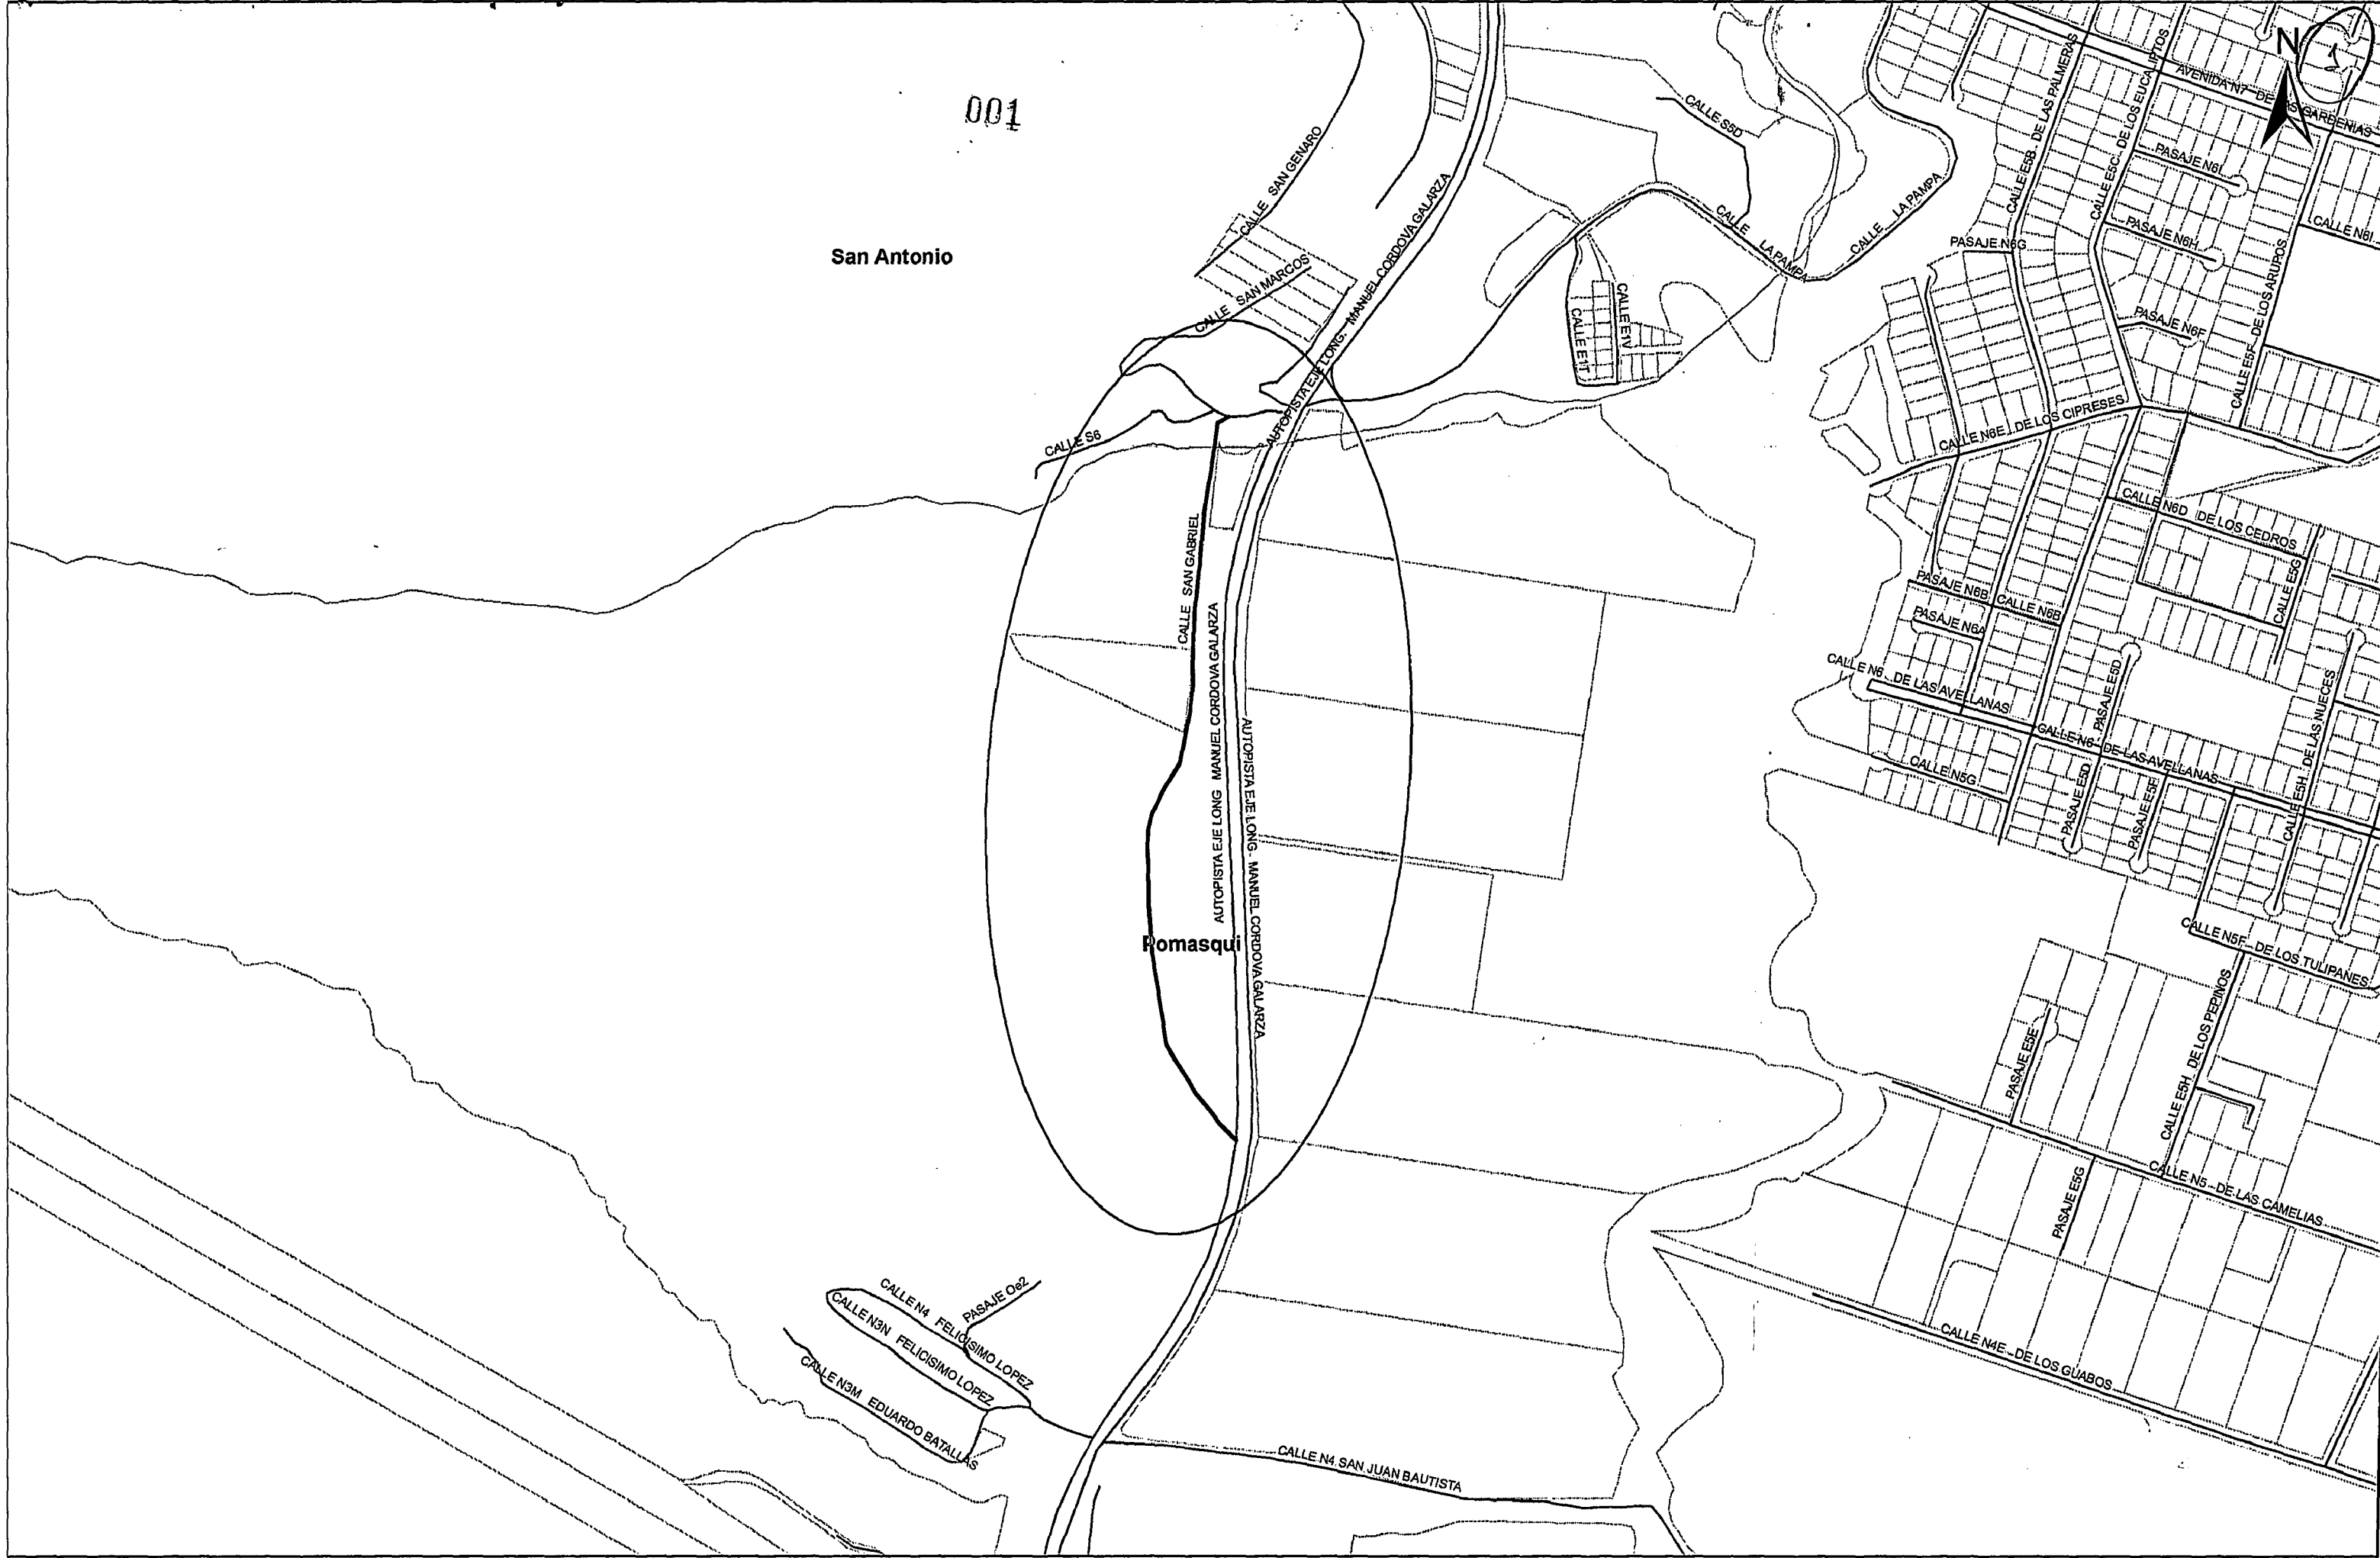 001
N
San Antonio
CALLE SAN GENARO
CALLE SAN MARCOS
CALLE S6
AUTOPISTA EJE LONG. MANUEL CORDOVA GALARZA
CALLE S5D
CALLE LA PAMPA
CALLE LA PAMPA
CALLE E1T
CALLE E1V
CALLE E5B DE LAS PALMERAS
CALLE E5C DE LOS EUCALIPTOS
AVENIDA N7 DE LAS GARDENIAS
PASAJE N6I
PASAJE N6H
CALLE N6I
PASAJE N6G
PASAJE N6F
CALLE E5F DE LOS ARUPOS
CALLE N6E DE LOS CIPRESES
CALLE N6D DE LOS CEDROS
CALLE E5G
PASAJE N6B
CALLE N6B
PASAJE N6A
CALLE N6 DE LAS AVELLANAS
CALLE N6 DE LAS AVELLANAS
PASAJE E5D
CALLE N5G
PASAJE E5D
PASAJE E5F
CALLE E5H DE LAS NUECES
CALLE SAN GABRIEL
AUTOPISTA EJE LONG MANUEL CORDOVA GALARZA
AUTOPISTA EJE LONG - MANUEL CORDOVA GALARZA
Pomasqui
CALLE N5F DE LOS TULIPANES
CALLE E5H DE LOS PEPINOS
PASAJE E5E
PASAJE E5G
CALLE N5 DE LAS CAMELIAS
CALLE N4E DE LOS GUABOS
PASAJE Oe2
CALLE N4 FELICISIMO LOPEZ
CALLE N3N FELICISIMO LOPEZ
CALLE N3M EDUARDO BATALLAS
CALLE N4 SAN JUAN BAUTISTA